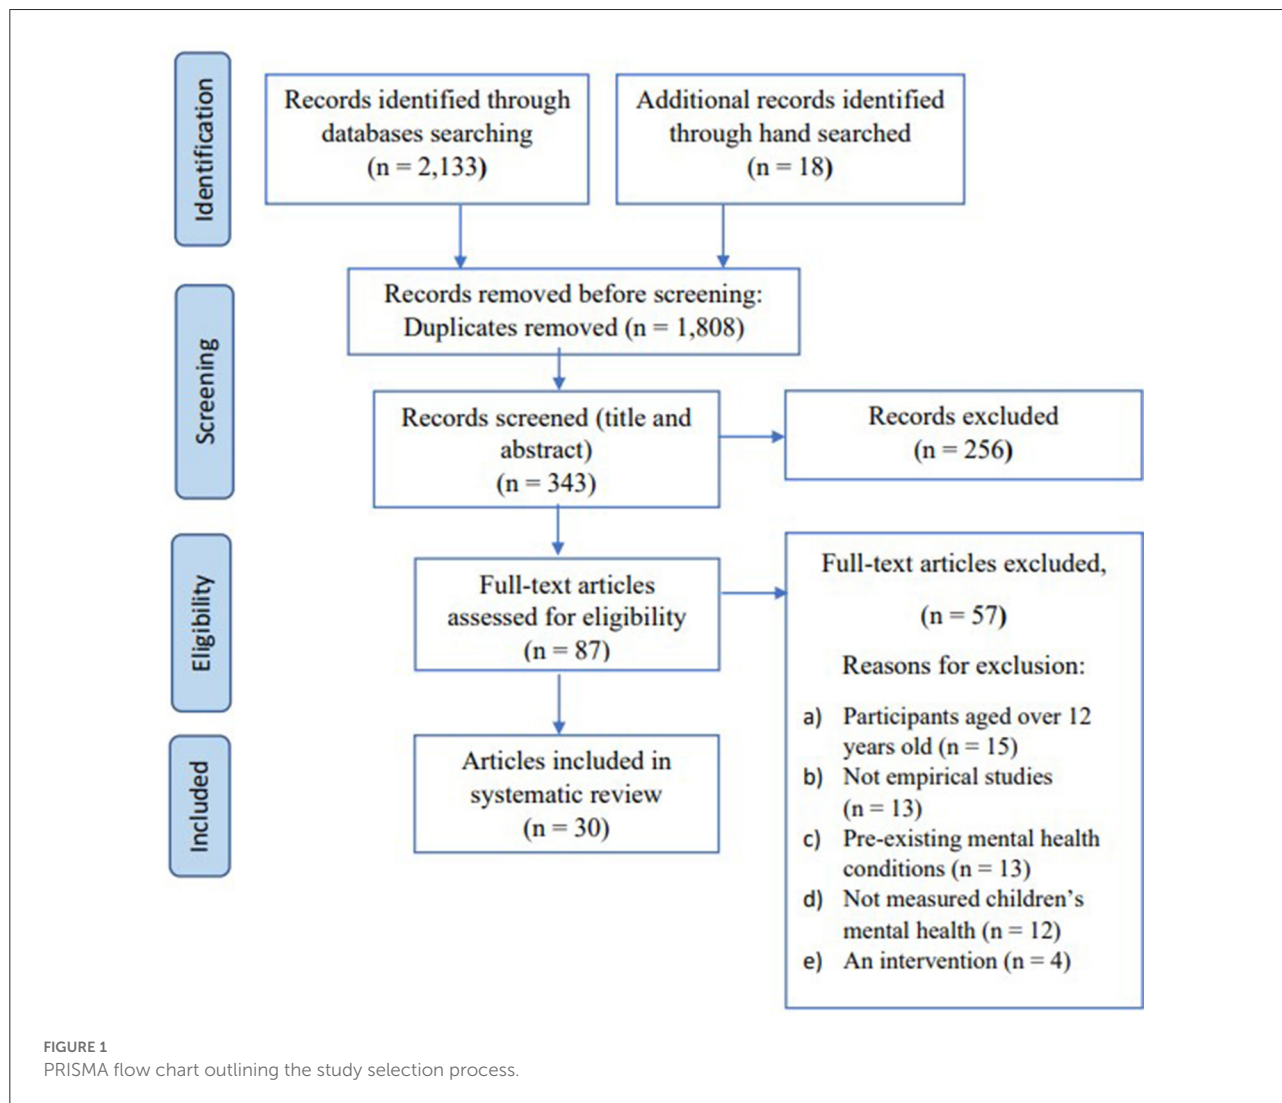 Identification
Records identified through
databases searching
(n = 2,133)
Additional records identified
through hand searched
(n = 18)
Screening
Records removed before screening:
Duplicates removed (n = 1,808)
Records screened (title and
abstract)
(n = 343)
Records excluded
(n = 256)
Eligibility
Full-text articles
assessed for eligibility
(n = 87)
Full-text articles excluded,
(n = 57)
Reasons for exclusion:
a) Participants aged over 12
years old (n = 15)
b) Not empirical studies
(n = 13)
c) Pre-existing mental health
conditions (n = 13)
d) Not measured children’s
mental health (n = 12)
e) An intervention (n = 4)
Included
Articles included in
systematic review
(n = 30)
FIGURE 1
PRISMA flow chart outlining the study selection process.